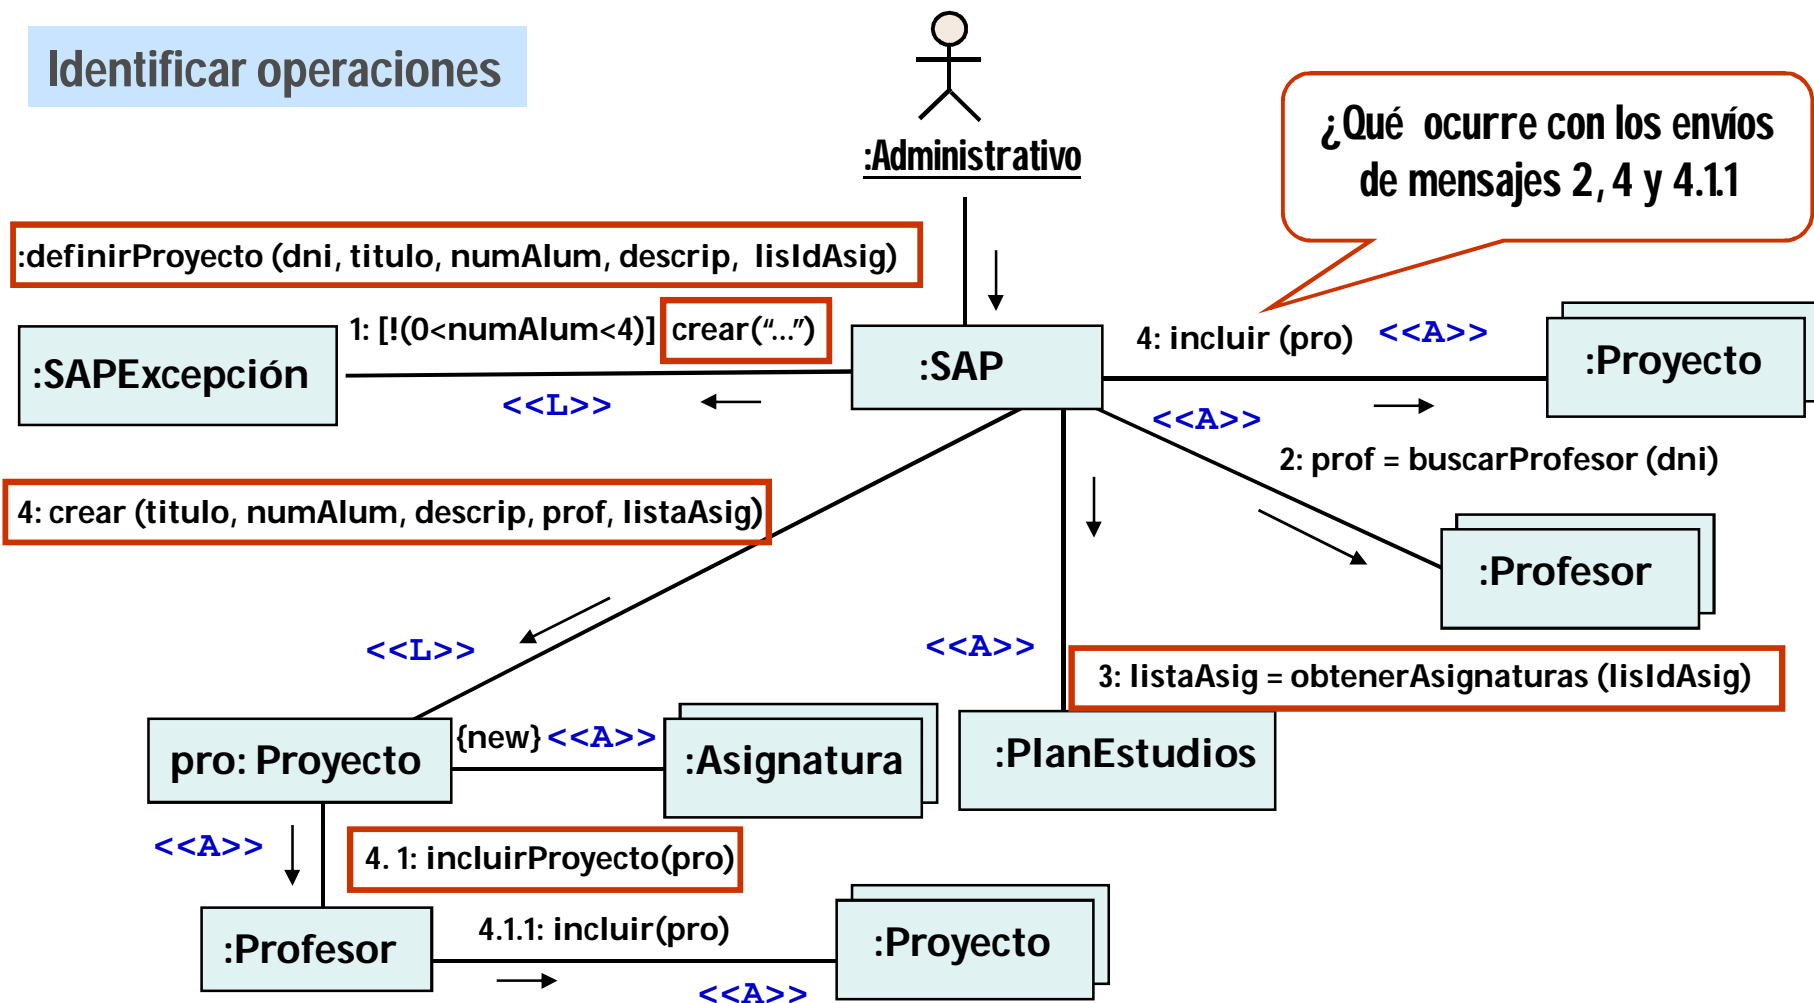 Identificar operaciones
:Administrativo
¿Qué ocurre con los envíos
de mensajes 2, 4 y 4.1.1
:definirProyecto (dni, titulo, numAlum, descrip, lisIdAsig)
1: [!(0<numAlum<4)] crear(“...”)
4: incluir (pro) <<A>>
:SAPExcepción
:SAP
:Proyecto
<<L>>
<<A>>
2: prof = buscarProfesor (dni)
4: crear (titulo, numAlum, descrip, prof, listaAsig)
:Profesor
<<L>>
<<A>>
3: listaAsig = obtenerAsignaturas (lisIdAsig)
pro: Proyecto
{new} <<A>>
:Asignatura
:PlanEstudios
<<A>>
4. 1: incluirProyecto(pro)
:Profesor
4.1.1: incluir(pro)
:Proyecto
<<A>>